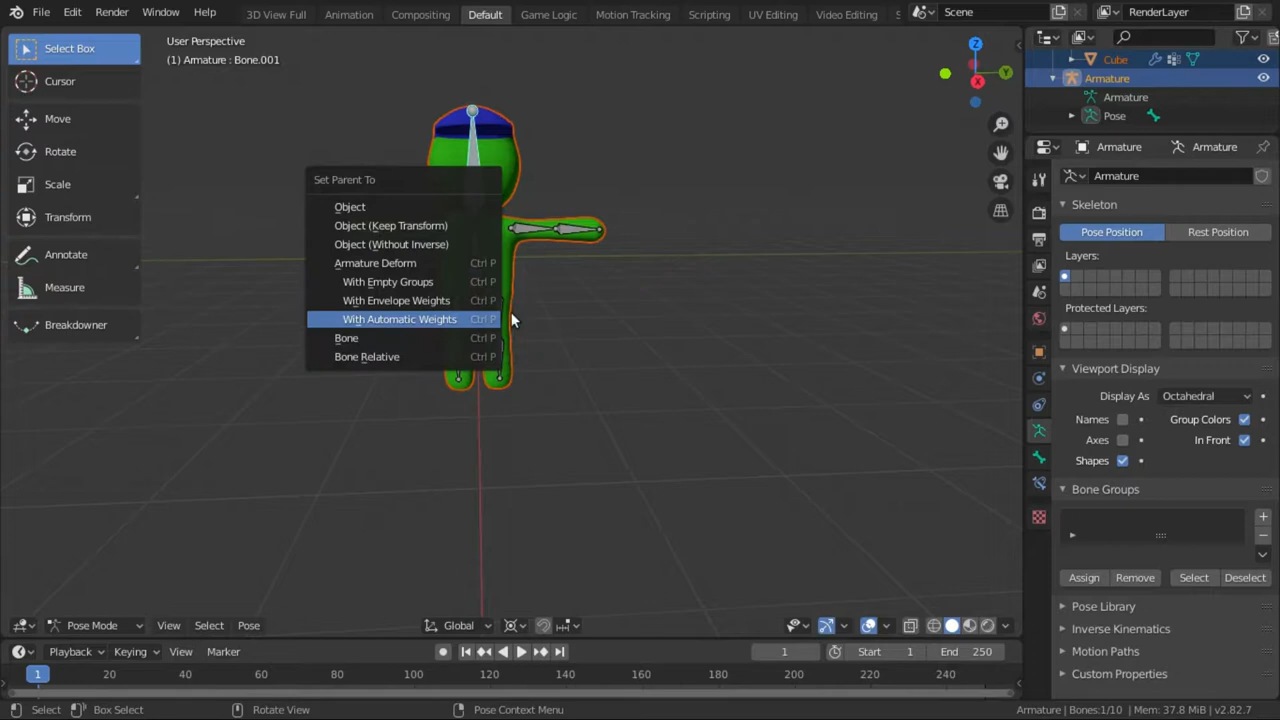 File Edit Render Window Help
3D View Full Animation Compositing Default Game Logic Motion Tracking Scripting UV Editing Video Editing S
Scene
RenderLayer
Select Box
Cursor
Move
Rotate
Scale
Transform
Annotate
Measure
Breakdowner
User Perspective
(1) Armature : Bone.001
Z
Y
X
Set Parent To
Object
Object (Keep Transform)
Object (Without Inverse)
Armature Deform Ctrl P
With Empty Groups Ctrl P
With Envelope Weights Ctrl P
With Automatic Weights Ctrl P
Bone Ctrl P
Bone Relative Ctrl P
Cube
Armature
Armature
Pose
Armature Armature
Armature
Skeleton
Pose Position Rest Position
Layers:
Protected Layers:
Viewport Display
Display As Octahedral
Names Group Colors
Axes In Front
Shapes
Bone Groups
Assign Remove Select Deselect
Pose Library
Inverse Kinematics
Motion Paths
Custom Properties
Pose Mode View Select Pose Global
Playback Keying View Marker 1 Start 1 End 250
1 20 40 60 80 100 120 140 160 180 200 220 240
Select Box Select Rotate View Pose Context Menu Armature | Bones:1/10 | Mem: 37.8 MiB | v2.82.7